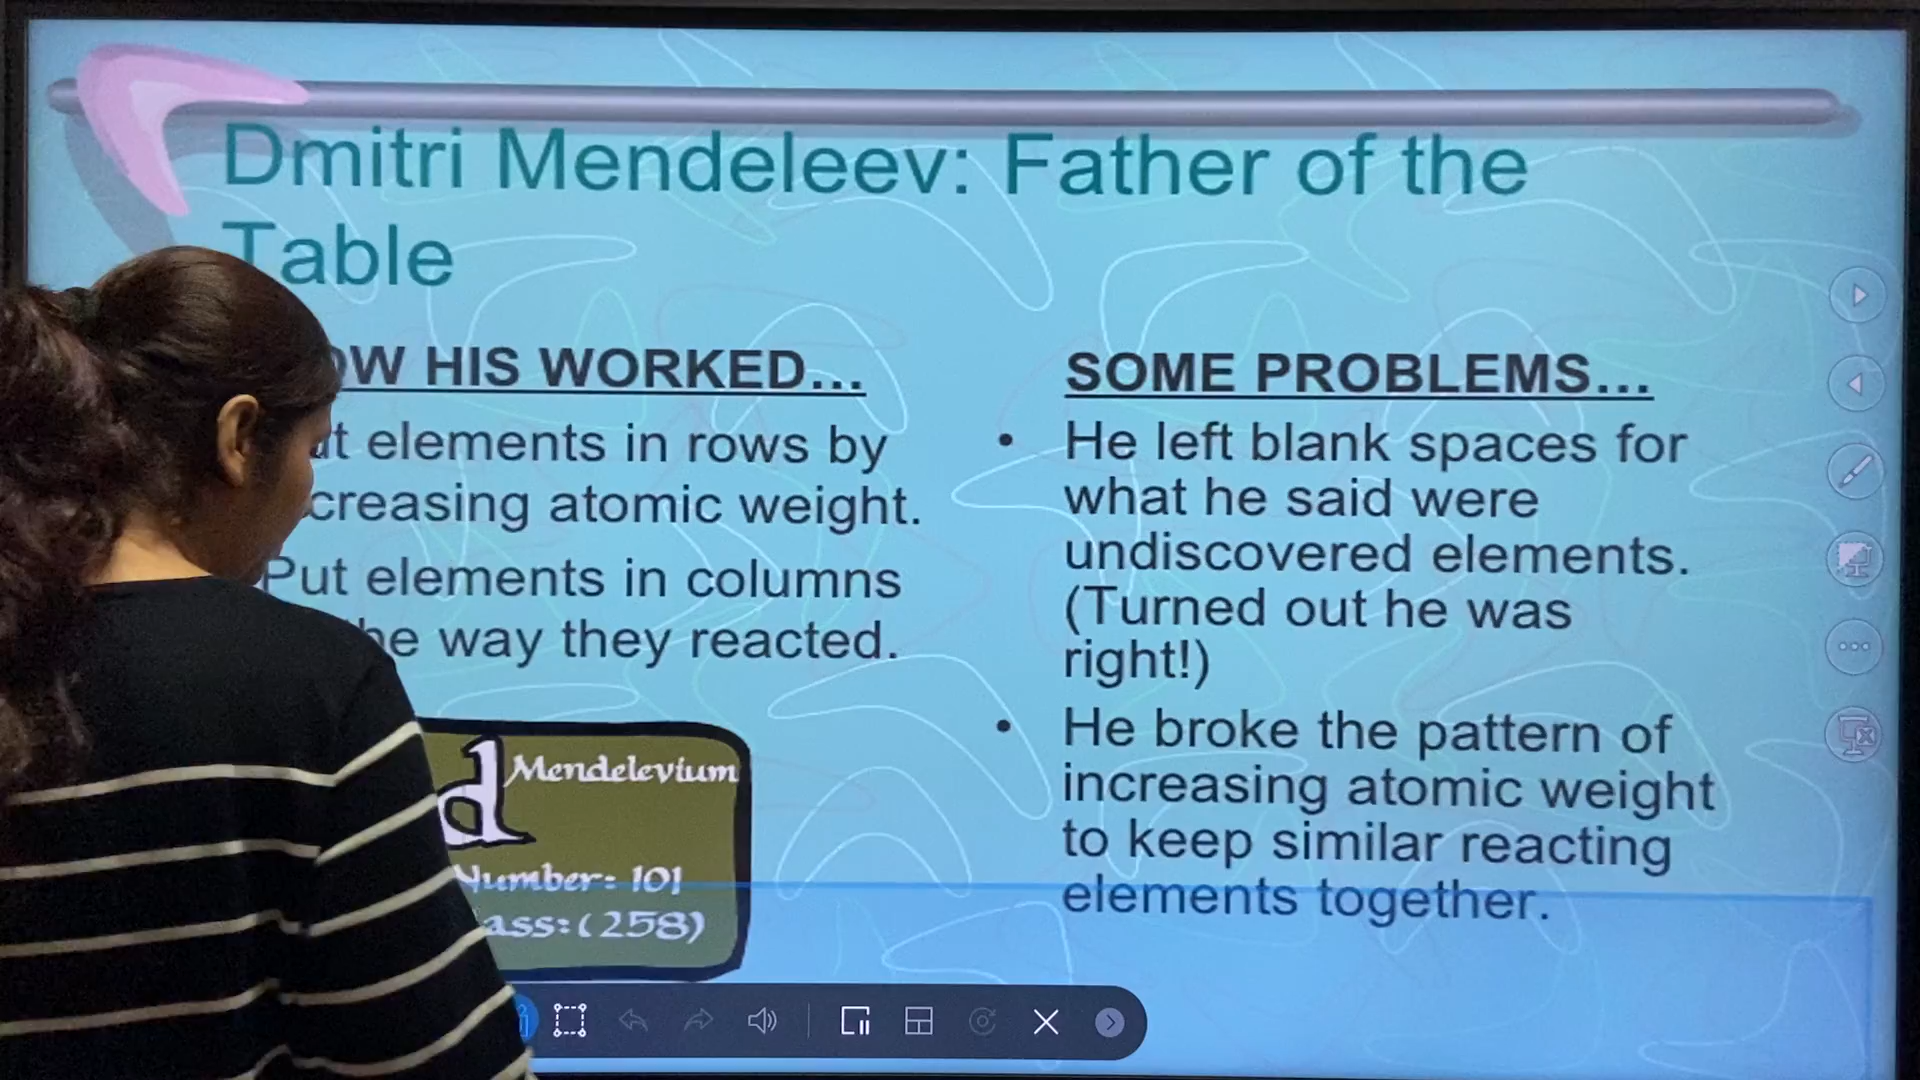 Dmitri Mendeleev: Father of the
Table
HIS WORKED...
elements in rows by
atomic weight.
Put elements in columns
way they reacted.
Mendelevium
Number: 101
(258)
SOME PROBLEMS...
• He left blank spaces for
what he said were
undiscovered elements.
(Turned out he was
right!)
• He broke the pattern of
increasing atomic weight
to keep similar reacting
elements together.